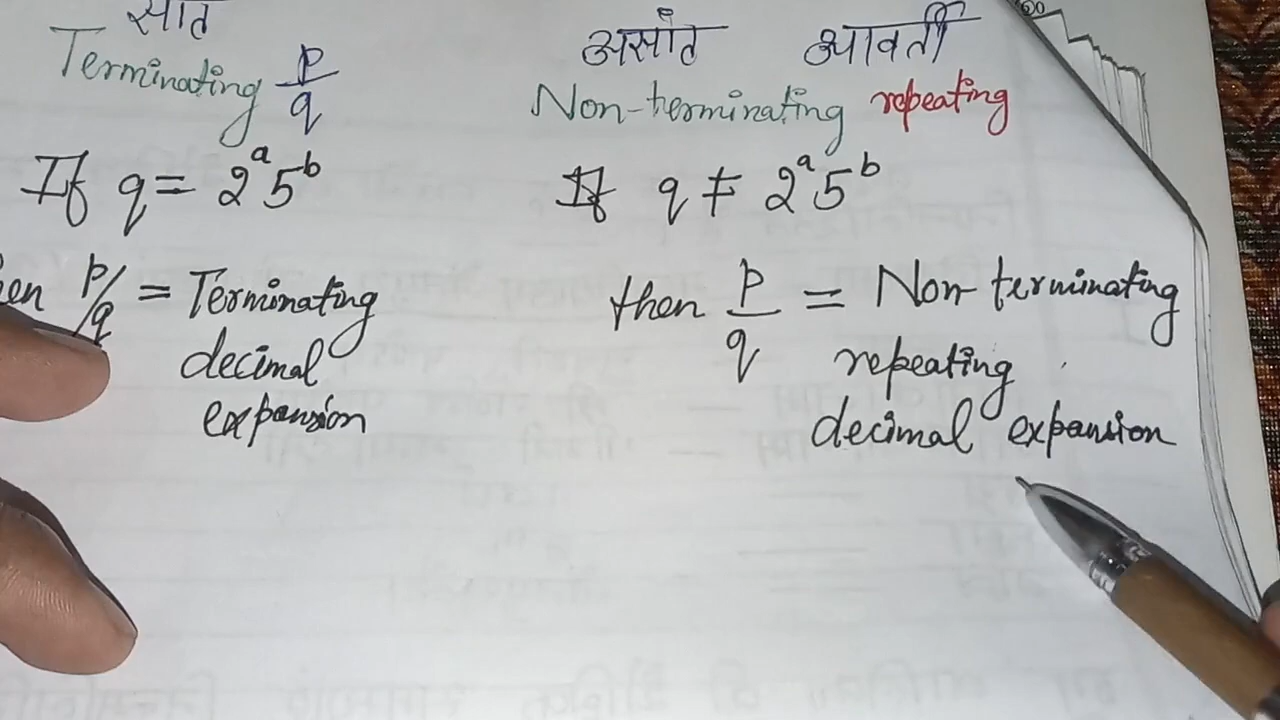 सांत
Terminating p/q
If q = 2^a 5^b
en p/q = Terminating
decimal
expansion
असांत आवर्ती
Non-terminating repeating
If q ≠ 2^a 5^b
then p/q = Non terminating
repeating
decimal expansion